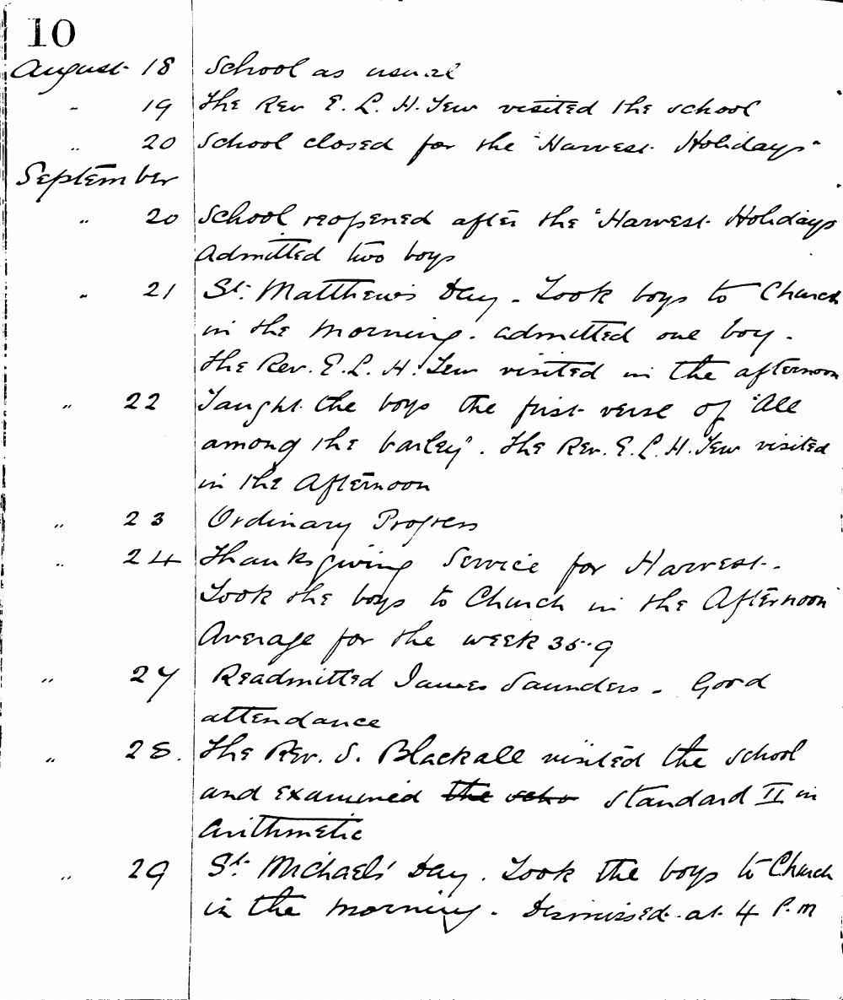 10
August 18 School as usual
" 19 The Rev E. L. H. Tew visited the school
" 20 School closed for the "Harvest Holidays"
September
" 20 School reopened after the "Harvest Holidays
Admitted two boys
" 21 St. Matthew's Day - Took boys to Church
in the morning. admitted one boy.
The Rev. E. L. H. Tew visited in the afternoon
" 22 Taught the boys the first verse of "All
among the barley". The Rev. E. L. H. Tew visited
in the Afternoon
" 23 Ordinary Progress
" 24 Thanksgiving Service for Harvest.
Took the boys to Church in the Afternoon
Average for the week 35.9
" 27 Readmitted James Saunders - Good
attendance
" 28. The Rev. S. Blackall visited the school
and examined the scho Standard II in
Arithmetic
" 29 St. Michael's Day. Took the boys to Church
in the morning. Dismissed at 4 P.m